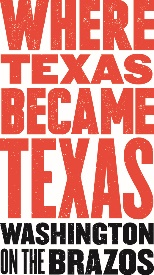 WHERE
TEXAS
BECAME
TEXAS
WASHINGTON
ON THE BRAZOS